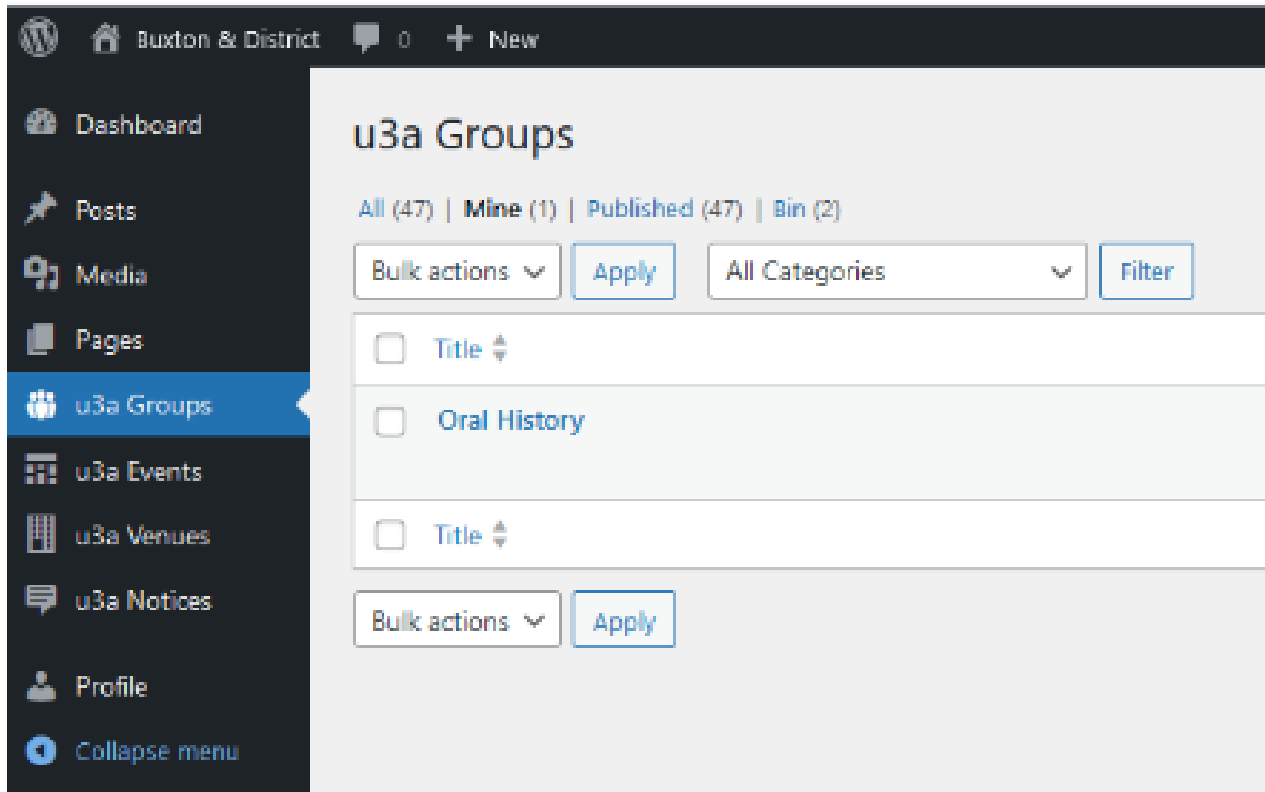 Buxton & District 0 New
Dashboard
Posts
Media
Pages
u3a Groups
u3a Events
u3a Venues
u3a Notices
Profile
Collapse menu
u3a Groups
All (47) | Mine (1) | Published (47) | Bin (2)
Bulk actions Apply All Categories Filter
Title
Oral History
Title
Bulk actions Apply